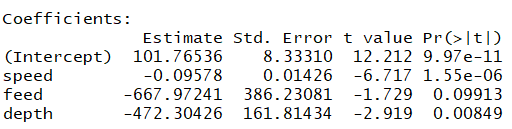 Coefficients:
Estimate Std. Error t value Pr(>|t|)
(Intercept) 101.76536 8.33310 12.212 9.97e-11
speed -0.09578 0.01426 -6.717 1.55e-06
feed -667.97241 386.23081 -1.729 0.09913
depth -472.30426 161.81434 -2.919 0.00849